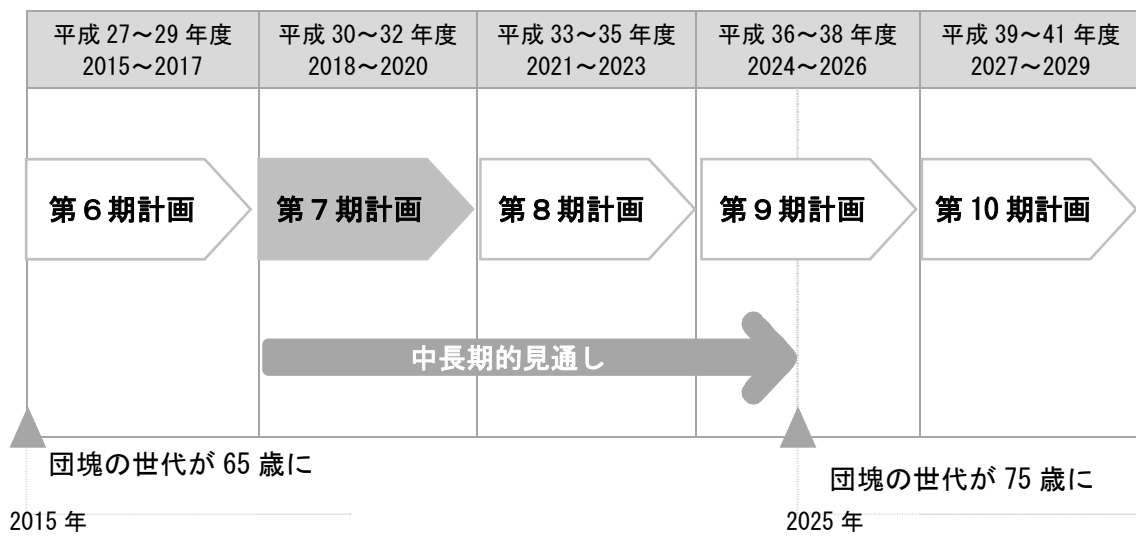 平成 27～29 年度
2015～2017
平成 30～32 年度
2018～2020
平成 33～35 年度
2021～2023
平成 36～38 年度
2024～2026
平成 39～41 年度
2027～2029
第６期計画
第７期計画
第８期計画
第９期計画
第 10 期計画
中長期的見通し
団塊の世代が 65 歳に
団塊の世代が 75 歳に
2015 年
2025 年